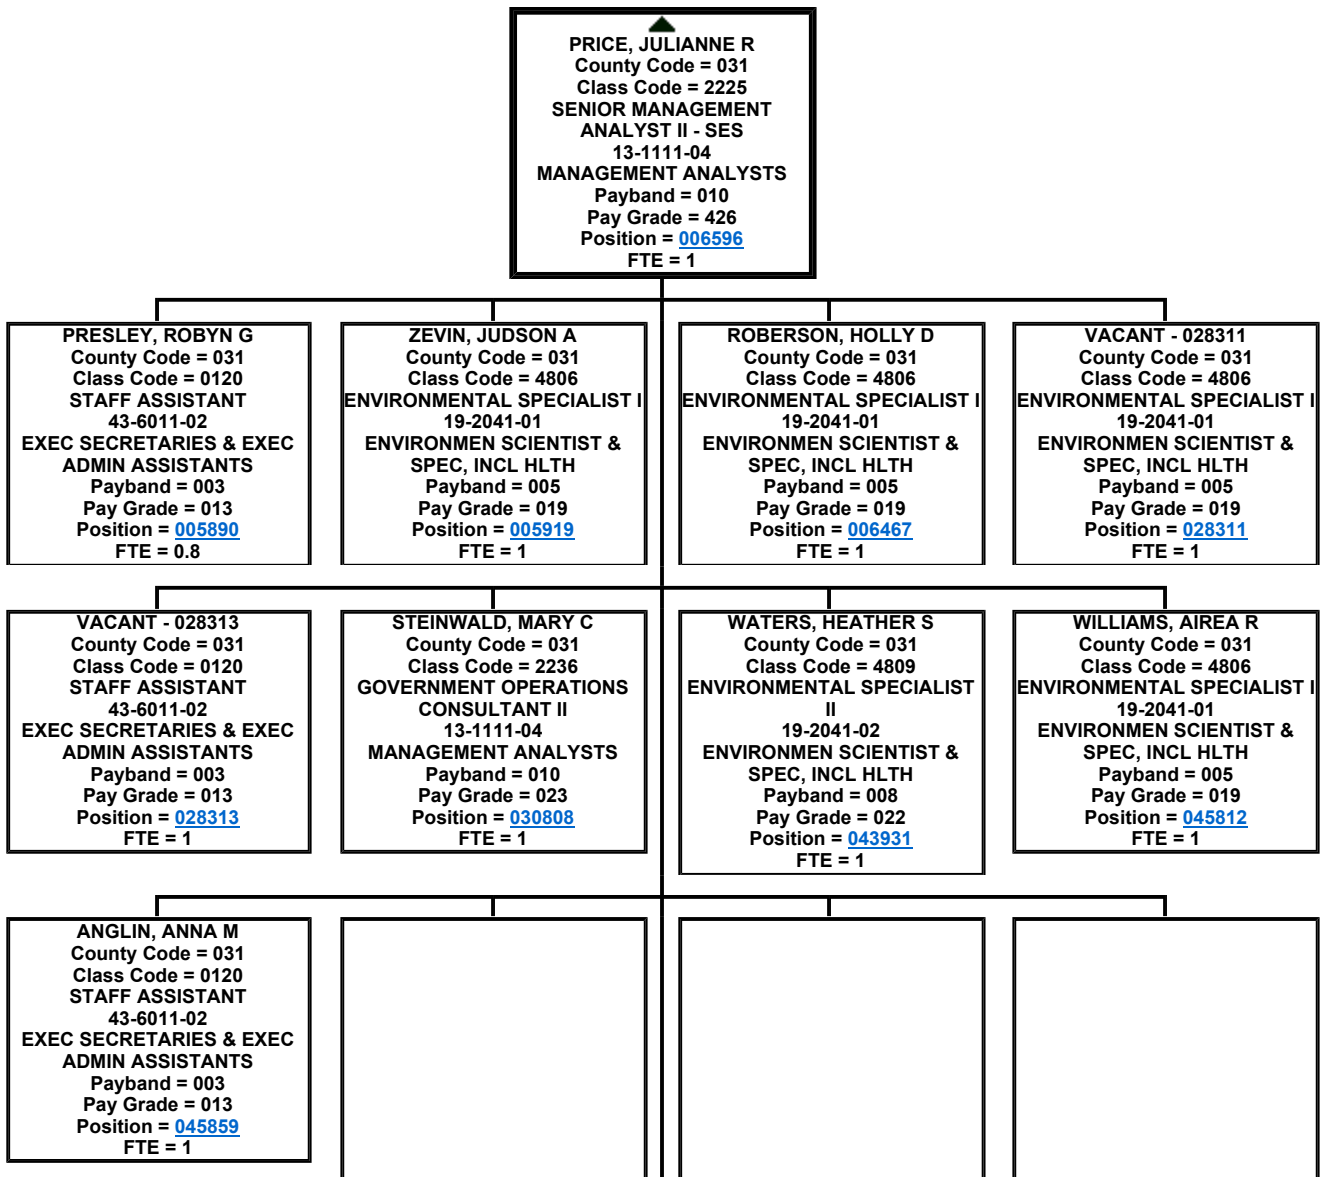 PRICE, JULIANNE R
County Code = 031
Class Code = 2225
SENIOR MANAGEMENT
ANALYST II - SES
13-1111-04
MANAGEMENT ANALYSTS
Payband = 010
Pay Grade = 426
Position = 006596
FTE = 1
PRESLEY, ROBYN G
County Code = 031
Class Code = 0120
STAFF ASSISTANT
43-6011-02
EXEC SECRETARIES & EXEC
ADMIN ASSISTANTS
Payband = 003
Pay Grade = 013
Position = 005890
FTE = 0.8
ZEVIN, JUDSON A
County Code = 031
Class Code = 4806
ENVIRONMENTAL SPECIALIST I
19-2041-01
ENVIRONMEN SCIENTIST &
SPEC, INCL HLTH
Payband = 005
Pay Grade = 019
Position = 005919
FTE = 1
ROBERSON, HOLLY D
County Code = 031
Class Code = 4806
ENVIRONMENTAL SPECIALIST I
19-2041-01
ENVIRONMEN SCIENTIST &
SPEC, INCL HLTH
Payband = 005
Pay Grade = 019
Position = 006467
FTE = 1
VACANT - 028311
County Code = 031
Class Code = 4806
ENVIRONMENTAL SPECIALIST I
19-2041-01
ENVIRONMEN SCIENTIST &
SPEC, INCL HLTH
Payband = 005
Pay Grade = 019
Position = 028311
FTE = 1
VACANT - 028313
County Code = 031
Class Code = 0120
STAFF ASSISTANT
43-6011-02
EXEC SECRETARIES & EXEC
ADMIN ASSISTANTS
Payband = 003
Pay Grade = 013
Position = 028313
FTE = 1
STEINWALD, MARY C
County Code = 031
Class Code = 2236
GOVERNMENT OPERATIONS
CONSULTANT II
13-1111-04
MANAGEMENT ANALYSTS
Payband = 010
Pay Grade = 023
Position = 030808
FTE = 1
WATERS, HEATHER S
County Code = 031
Class Code = 4809
ENVIRONMENTAL SPECIALIST
II
19-2041-02
ENVIRONMEN SCIENTIST &
SPEC, INCL HLTH
Payband = 008
Pay Grade = 022
Position = 043931
FTE = 1
WILLIAMS, AIREA R
County Code = 031
Class Code = 4806
ENVIRONMENTAL SPECIALIST I
19-2041-01
ENVIRONMEN SCIENTIST &
SPEC, INCL HLTH
Payband = 005
Pay Grade = 019
Position = 045812
FTE = 1
ANGLIN, ANNA M
County Code = 031
Class Code = 0120
STAFF ASSISTANT
43-6011-02
EXEC SECRETARIES & EXEC
ADMIN ASSISTANTS
Payband = 003
Pay Grade = 013
Position = 045859
FTE = 1